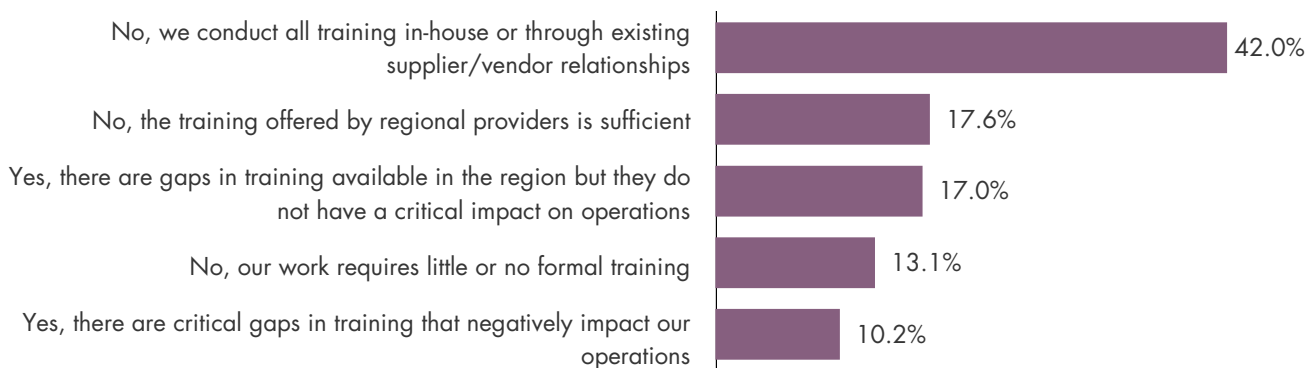 No, we conduct all training in-house or through existing
supplier/vendor relationships
42.0%
No, the training offered by regional providers is sufficient
17.6%
Yes, there are gaps in training available in the region but they do
not have a critical impact on operations
17.0%
No, our work requires little or no formal training
13.1%
Yes, there are critical gaps in training that negatively impact our
operations
10.2%